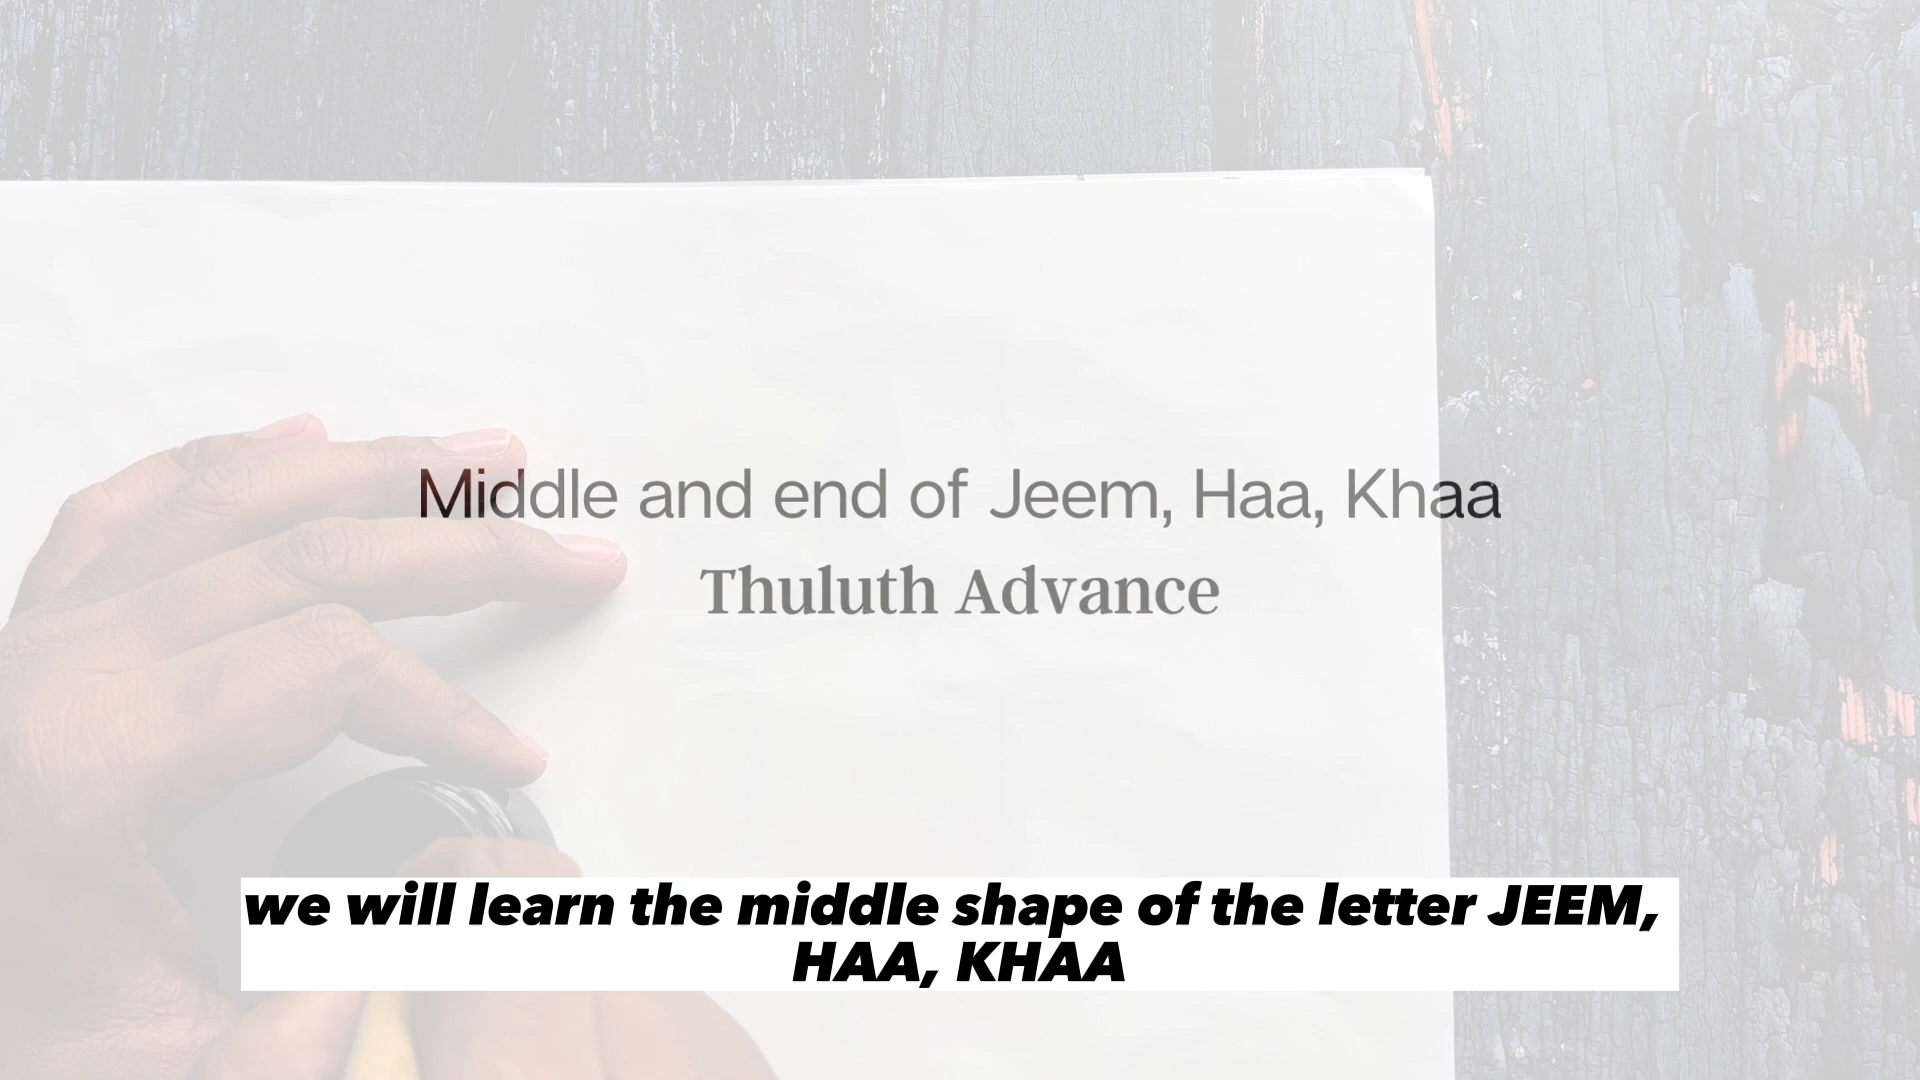 Middle and end of Jeem, Haa, Khaa
Thuluth Advance
we will learn the middle shape of the letter JEEM,
HAA, KHAA